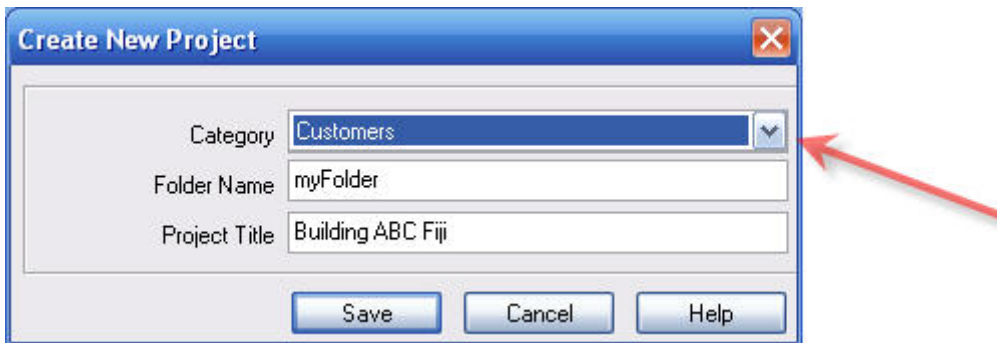 Create New Project
Category Customers
Folder Name myFolder
Project Title Building ABC Fiji
Save Cancel Help